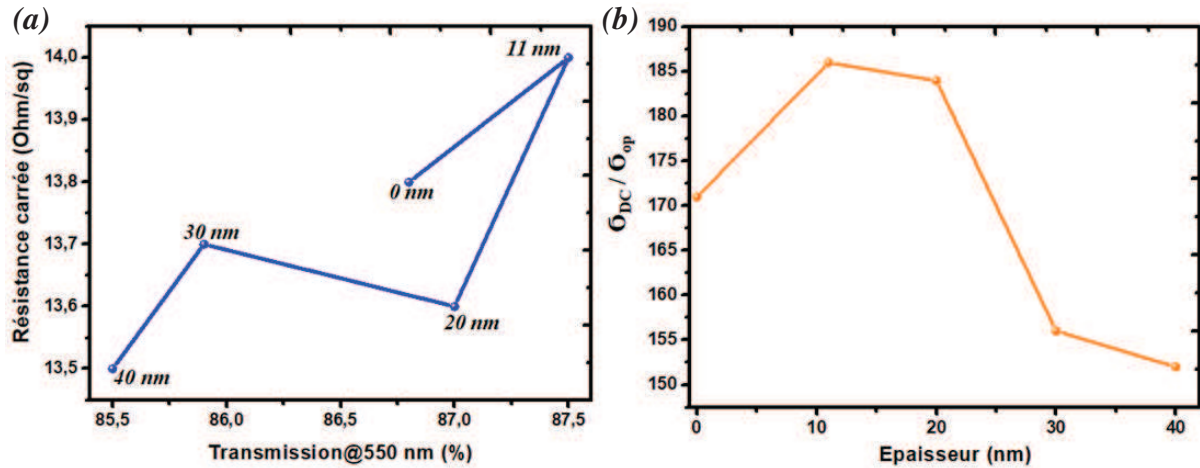 (a)
14,0
13,9
13,8
13,7
13,6
13,5
Résistance carrée (Ohm/sq)
11 nm
0 nm
30 nm
20 nm
40 nm
85,5 86,0 86,5 87,0 87,5
Transmission@550 nm (%)
(b)
190
185
180
175
170
165
160
155
150
σDC / σop
0 10 20 30 40
Epaisseur (nm)